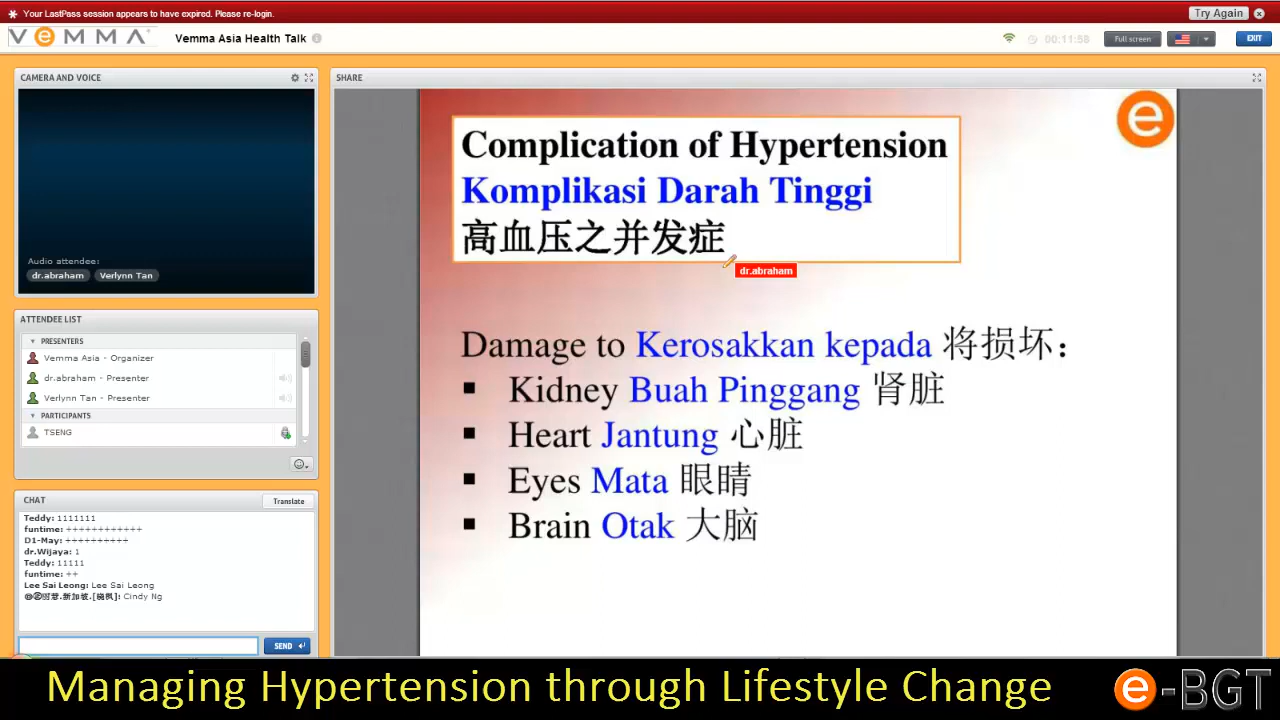 Your LastPass session appears to have expired. Please re-login.
Try Again
VEMMA
Vemma Asia Health Talk
00:11:58
Full screen
EXIT
CAMERA AND VOICE
Audio attendee:
dr.abraham Verlynn Tan
ATTENDEE LIST
PRESENTERS
Vemma Asia - Organizer
dr.abraham - Presenter
Verlynn Tan - Presenter
PARTICIPANTS
TSENG
CHAT
Translate
Teddy: 1111111
funtime: ++++++++++++
D1-May: ++++++++++
dr.Wijaya: 1
Teddy: 11111
funtime: ++
Lee Sai Leong: Lee Sai Leong
新加坡.[晓凤]: Cindy Ng
SEND
SHARE
e
Complication of Hypertension
Komplikasi Darah Tinggi
高血压之并发症
dr.abraham
Damage to Kerosakkan kepada 将损坏：
▪ Kidney Buah Pinggang 肾脏
▪ Heart Jantung 心脏
▪ Eyes Mata 眼睛
▪ Brain Otak 大脑
Managing Hypertension through Lifestyle Change
e-BGT